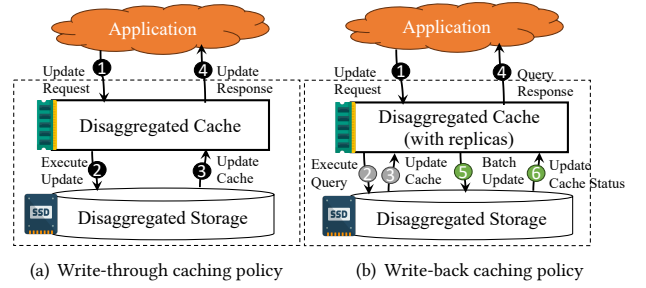 Application
1
4
Update
Request
Update
Response
Disaggregated Cache
Execute
Update
2
3
Update
Cache
SSD
Disaggregated Storage
(a) Write-through caching policy
Application
1
4
Update
Request
Query
Response
Disaggregated Cache
(with replicas)
Execute
Query
2
3
Update
Cache
5
Batch
Update
6
Update
Cache Status
SSD
Disaggregated Storage
(b) Write-back caching policy